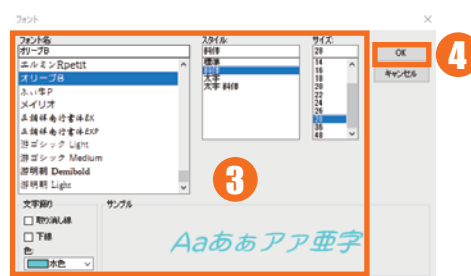 フォント
フォント名:
オリーブB
エルミンRpetit
オリーブB
ふい字P
メイリオ
正調祥南行書体EX
正調祥南行書体EXP
游ゴシック Light
游ゴシック Medium
游明朝 Demibold
游明朝 Light
スタイル:
斜体
標準
斜体
太字
太字 斜体
サイズ:
28
14
16
18
20
22
24
26
28
36
48
OK
キャンセル
4
3
文字飾り
取り消し線
下線
色:
水色
サンプル
Aaあぁアァ亜宇